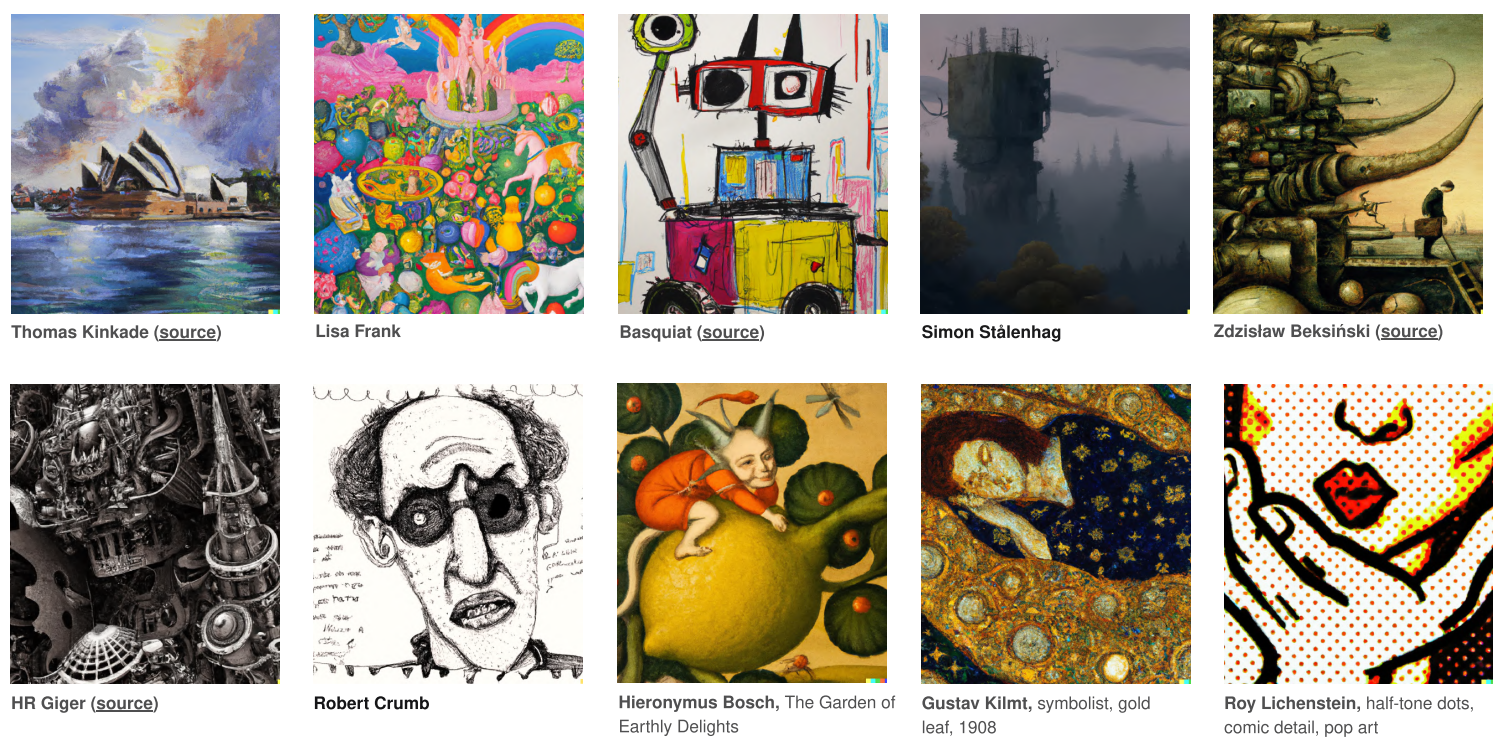 Thomas Kinkade (source)
Lisa Frank
Basquiat (source)
Simon Stålenhag
Zdzisław Beksiński (source)
HR Giger (source)
Robert Crumb
Hieronymus Bosch, The Garden of
Earthly Delights
Gustav Kilmt, symbolist, gold
leaf, 1908
Roy Lichenstein, half-tone dots,
comic detail, pop art